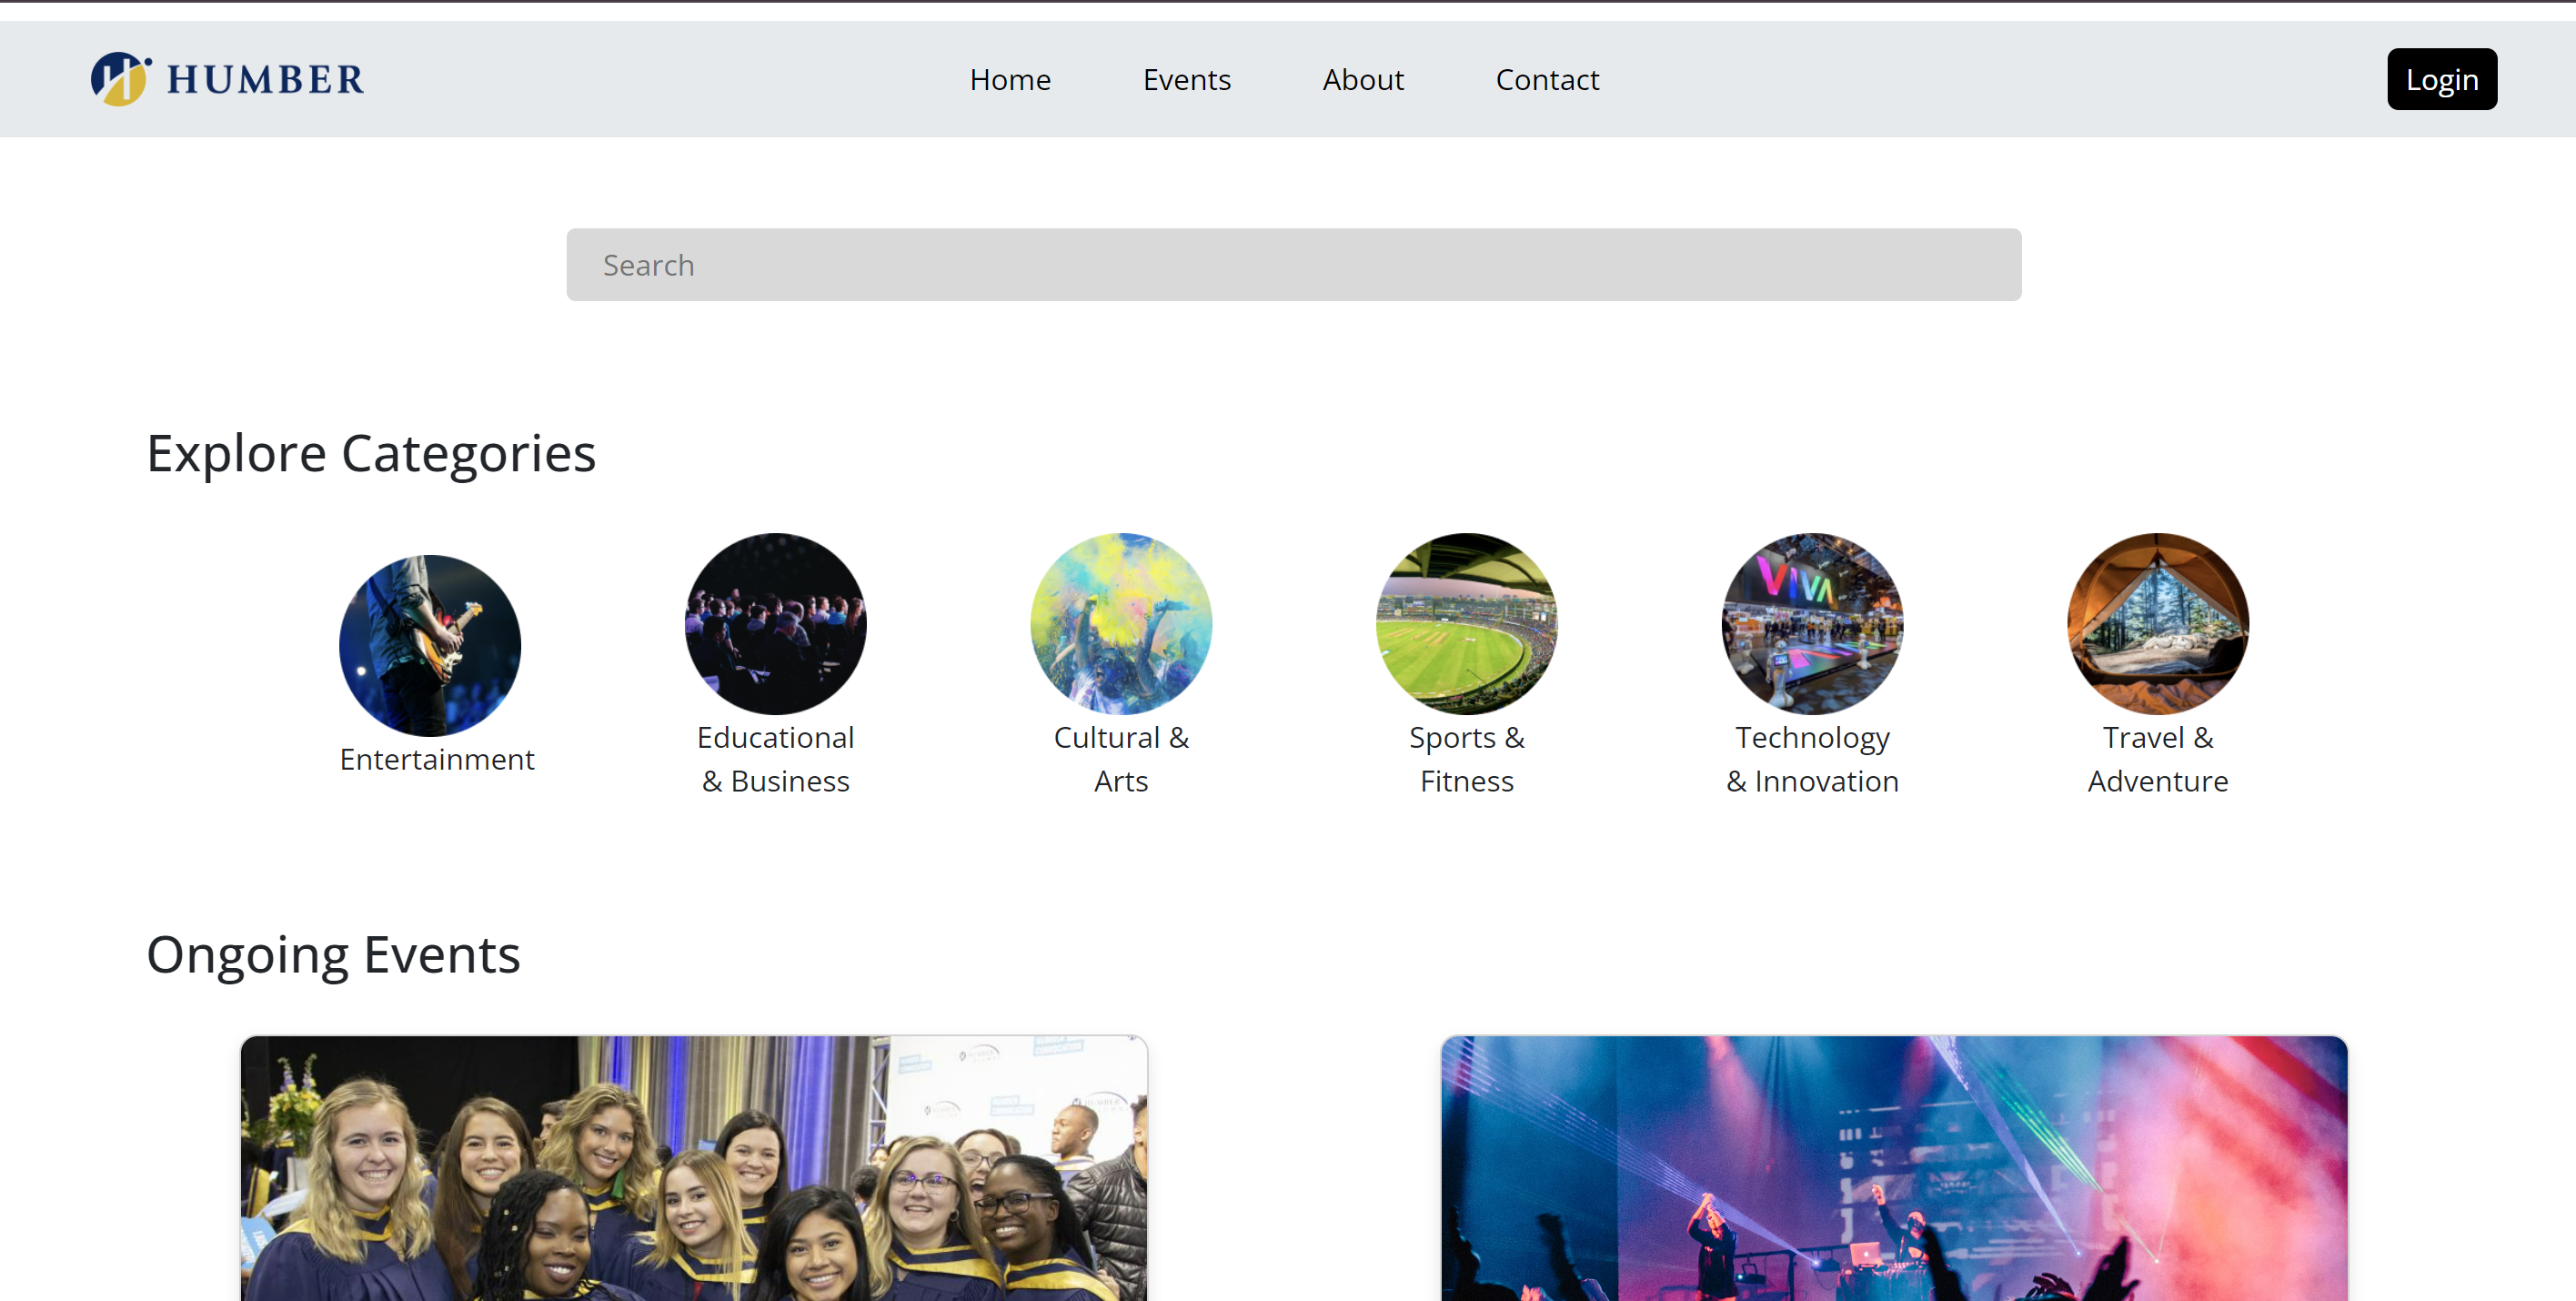 HUMBER
Home Events About Contact
Login
Search
Explore Categories
VIVA
Entertainment
Educational
& Business
Cultural &
Arts
Sports &
Fitness
Technology
& Innovation
Travel &
Adventure
Ongoing Events